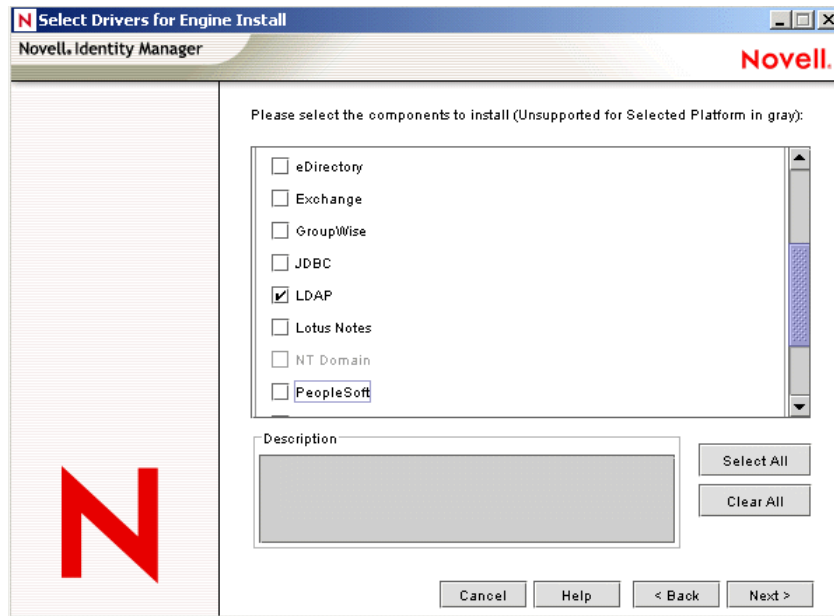 Select Drivers for Engine Install
Novell. Identity Manager
Novell.
Please select the components to install (Unsupported for Selected Platform in gray):
eDirectory
Exchange
GroupWise
JDBC
LDAP
Lotus Notes
NT Domain
PeopleSoft
Description
Select All
Clear All
Cancel
Help
< Back
Next >